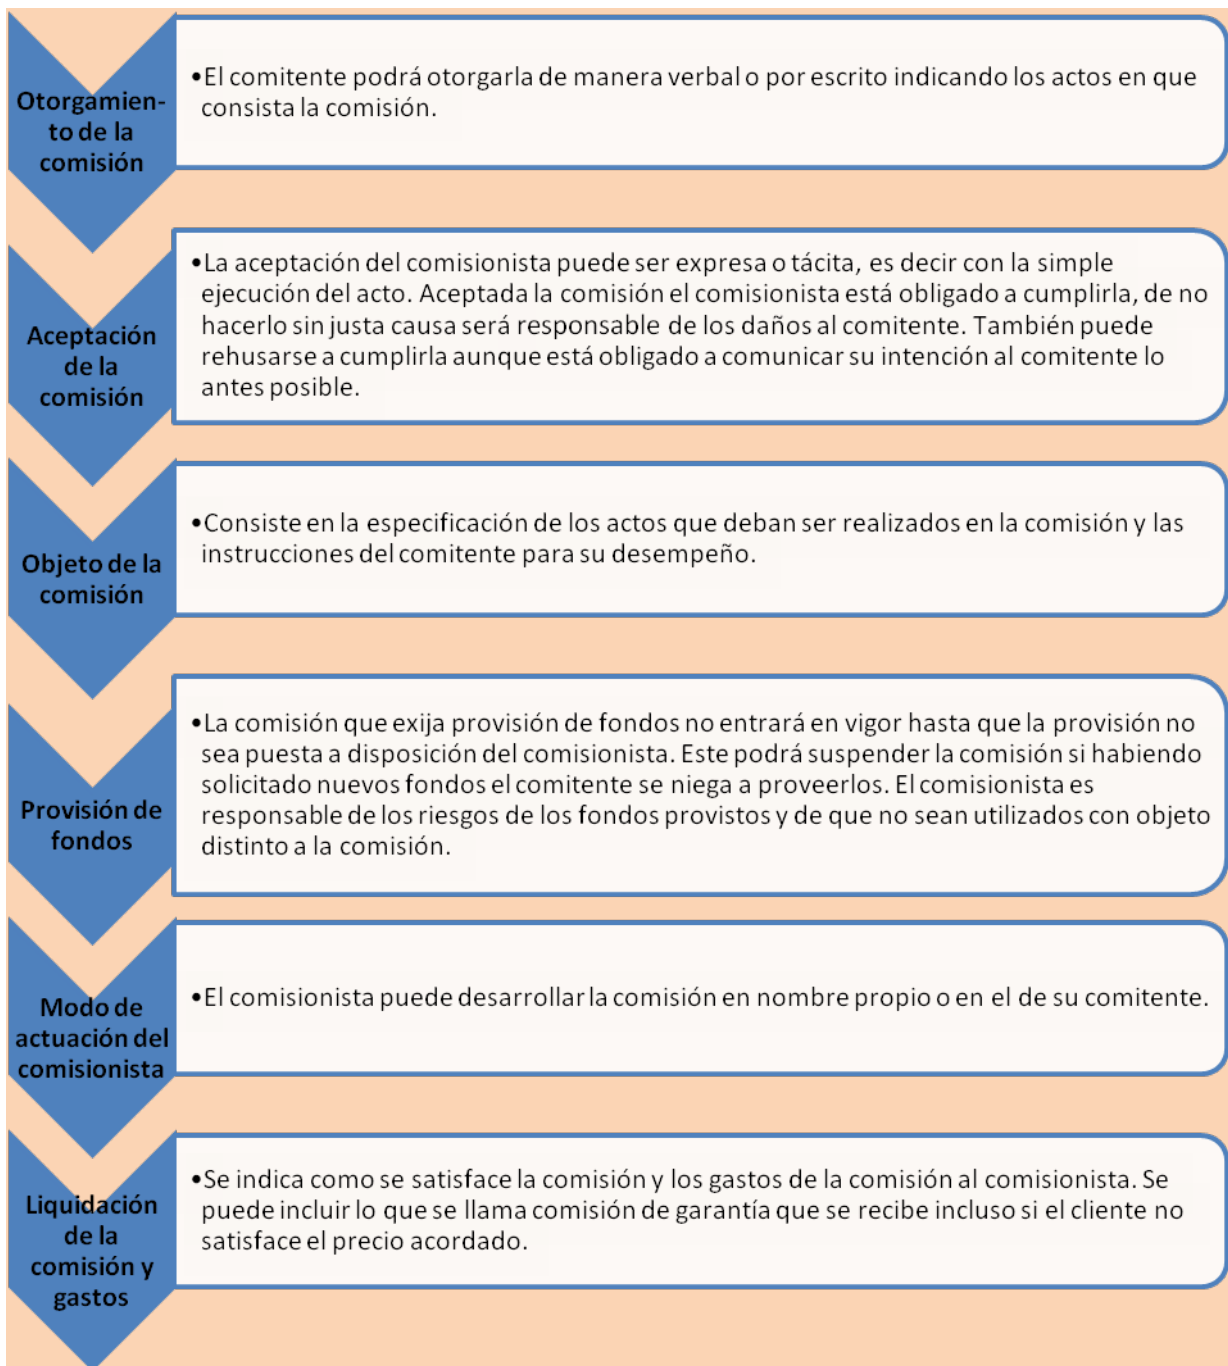 Otorgamien-
to de la
comisión
•El comitente podrá otorgarla de manera verbal o por escrito indicando los actos en que
consista la comisión.
Aceptación
de la
comisión
•La aceptación del comisionista puede ser expresa o tácita, es decir con la simple
ejecución del acto. Aceptada la comisión el comisionista está obligado a cumplirla, de no
hacerlo sin justa causa será responsable de los daños al comitente. También puede
rehusarse a cumplirla aunque está obligado a comunicar su intención al comitente lo
antes posible.
Objeto de la
comisión
•Consiste en la especificación de los actos que deban ser realizados en la comisión y las
instrucciones del comitente para su desempeño.
Provisión de
fondos
•La comisión que exija provisión de fondos no entrará en vigor hasta que la provisión no
sea puesta a disposición del comisionista. Este podrá suspender la comisión si habiendo
solicitado nuevos fondos el comitente se niega a proveerlos. El comisionista es
responsable de los riesgos de los fondos provistos y de que no sean utilizados con objeto
distinto a la comisión.
Modo de
actuación del
comisionista
•El comisionista puede desarrollar la comisión en nombre propio o en el de su comitente.
Liquidación
de la
comisión y
gastos
•Se indica como se satisface la comisión y los gastos de la comisión al comisionista. Se
puede incluir lo que se llama comisión de garantía que se recibe incluso si el cliente no
satisface el precio acordado.